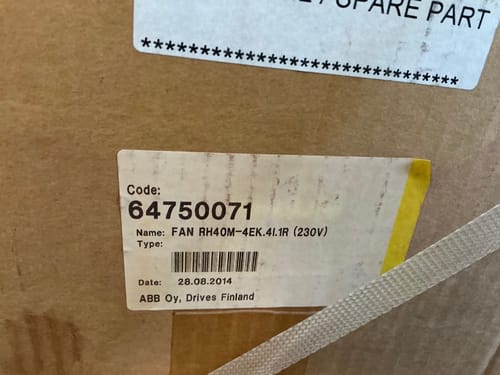 SPARE PART
*********************************
Code:
64750071
Name: FAN RH40M-4EK.4I.1R (230V)
Type:
Date: 28.08.2014
ABB Oy, Drives Finland